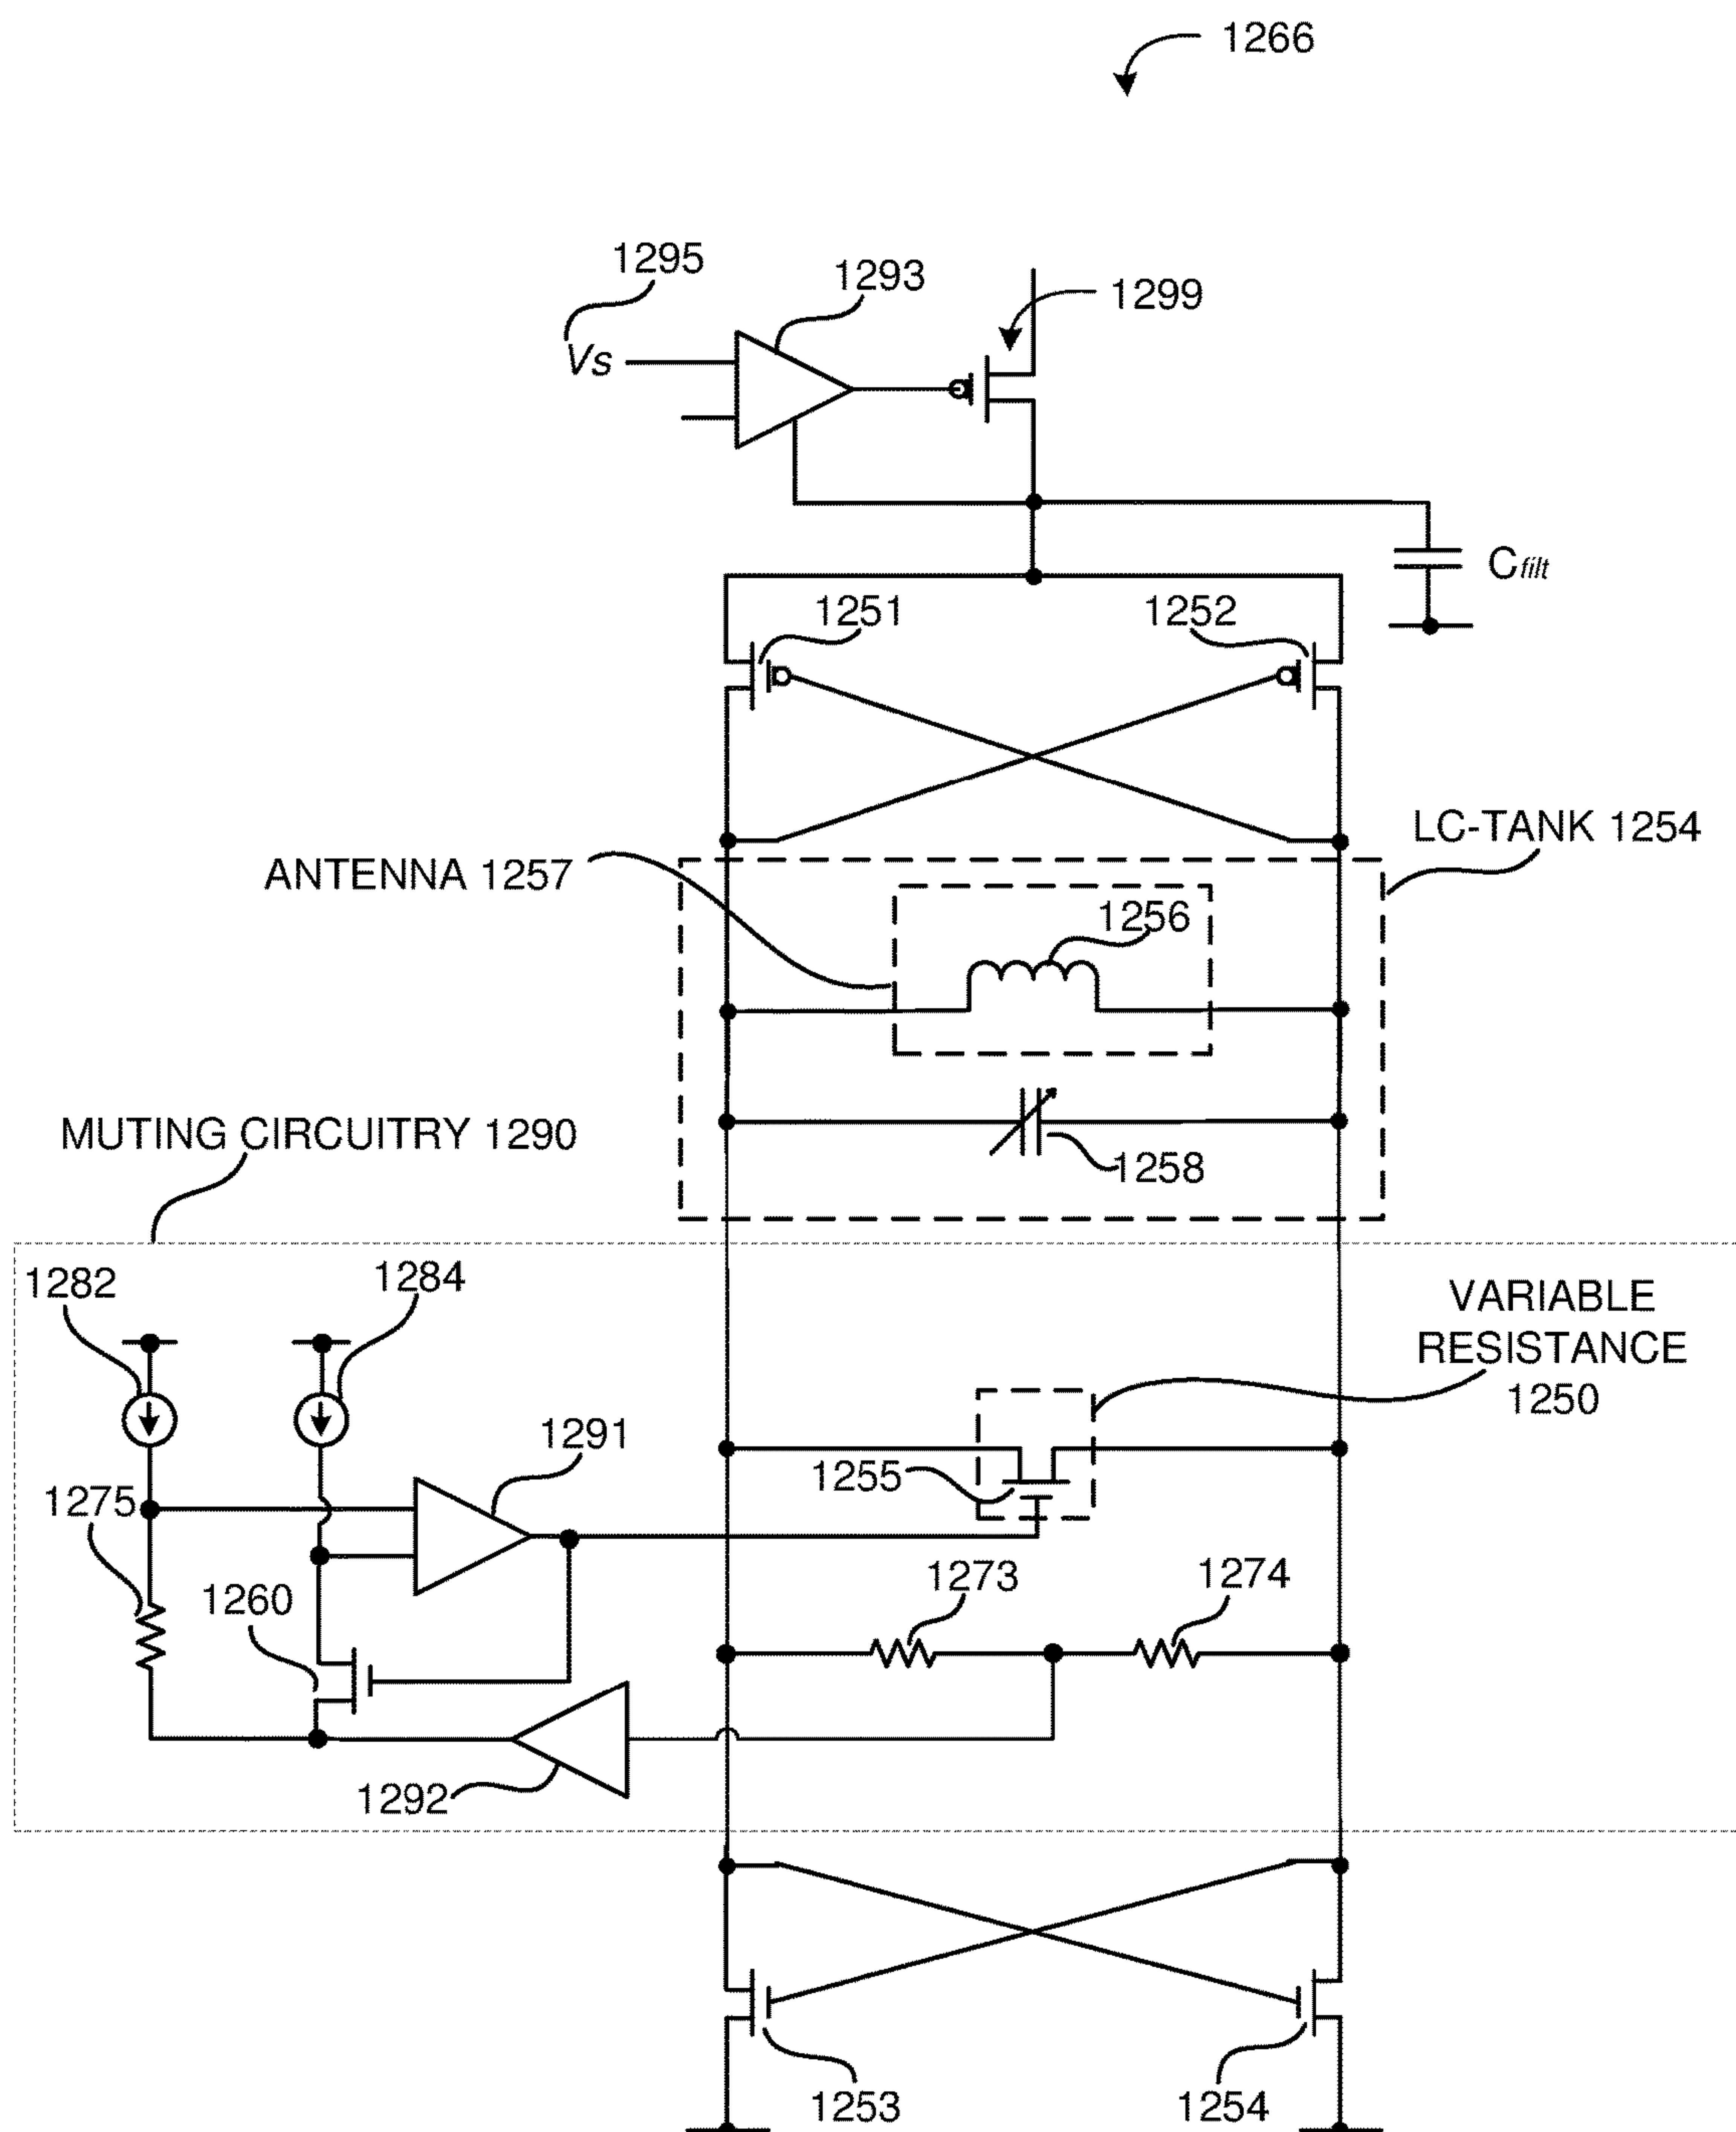 1266
1295
1293
1299
Vs
Cfilt
1251
1252
LC-TANK 1254
ANTENNA 1257
1256
MUTING CIRCUITRY 1290
1258
1282
1284
VARIABLE
RESISTANCE
1250
1291
1255
1275
1273
1274
1260
1292
1253
1254